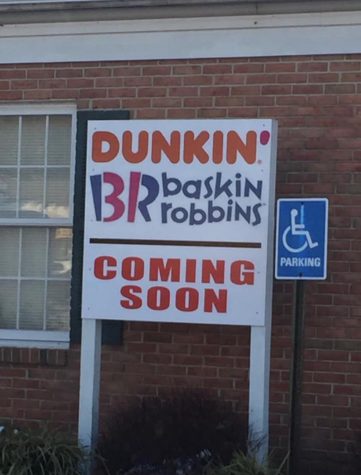 DUNKIN'
BR baskin
robbins
COMING
SOON
PARKING